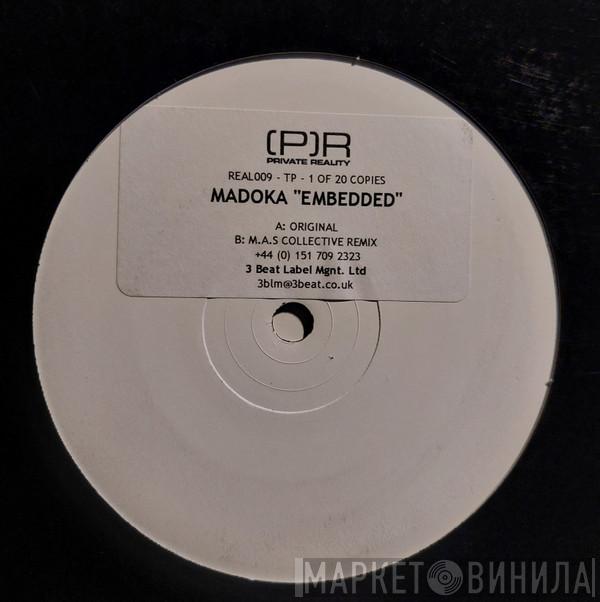 (P)R
PRIVATE REALITY
REAL009 - TP - 1 OF 20 COPIES
MADOKA "EMBEDDED"
A: ORIGINAL
B: M.A.S COLLECTIVE REMIX
+44 (0) 151 709 2323
3 Beat Label Mgnt. Ltd
3blm@3beat.co.uk
МАРКЕТ ВИНИЛА